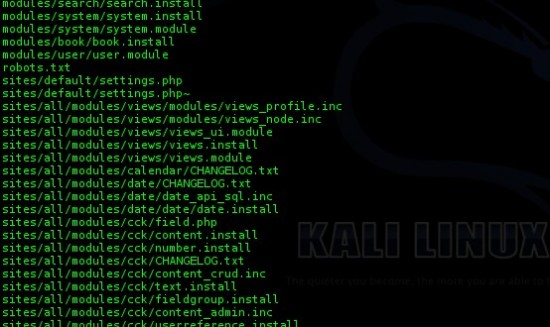 modules/search/search.install
modules/system/system.install
modules/system/system.module
modules/book/book.install
modules/user/user.module
robots.txt
sites/default/settings.php
sites/default/settings.php~
sites/all/modules/views/modules/views_profile.inc
sites/all/modules/views/modules/views_node.inc
sites/all/modules/views/views_ui.module
sites/all/modules/views/views.install
sites/all/modules/views/views.module
sites/all/modules/calendar/CHANGELOG.txt
sites/all/modules/date/CHANGELOG.txt
sites/all/modules/date/date_api_sql.inc
sites/all/modules/date/date.install
sites/all/modules/cck/field.php
sites/all/modules/cck/content.install
sites/all/modules/cck/number.install
sites/all/modules/cck/CHANGELOG.txt
sites/all/modules/cck/content_crud.inc
sites/all/modules/cck/text.install
sites/all/modules/cck/fieldgroup.install
sites/all/modules/cck/content_admin.inc
sites/all/modules/cck/userreference.install
KALI LINUX
The quieter you become, the more you are able to